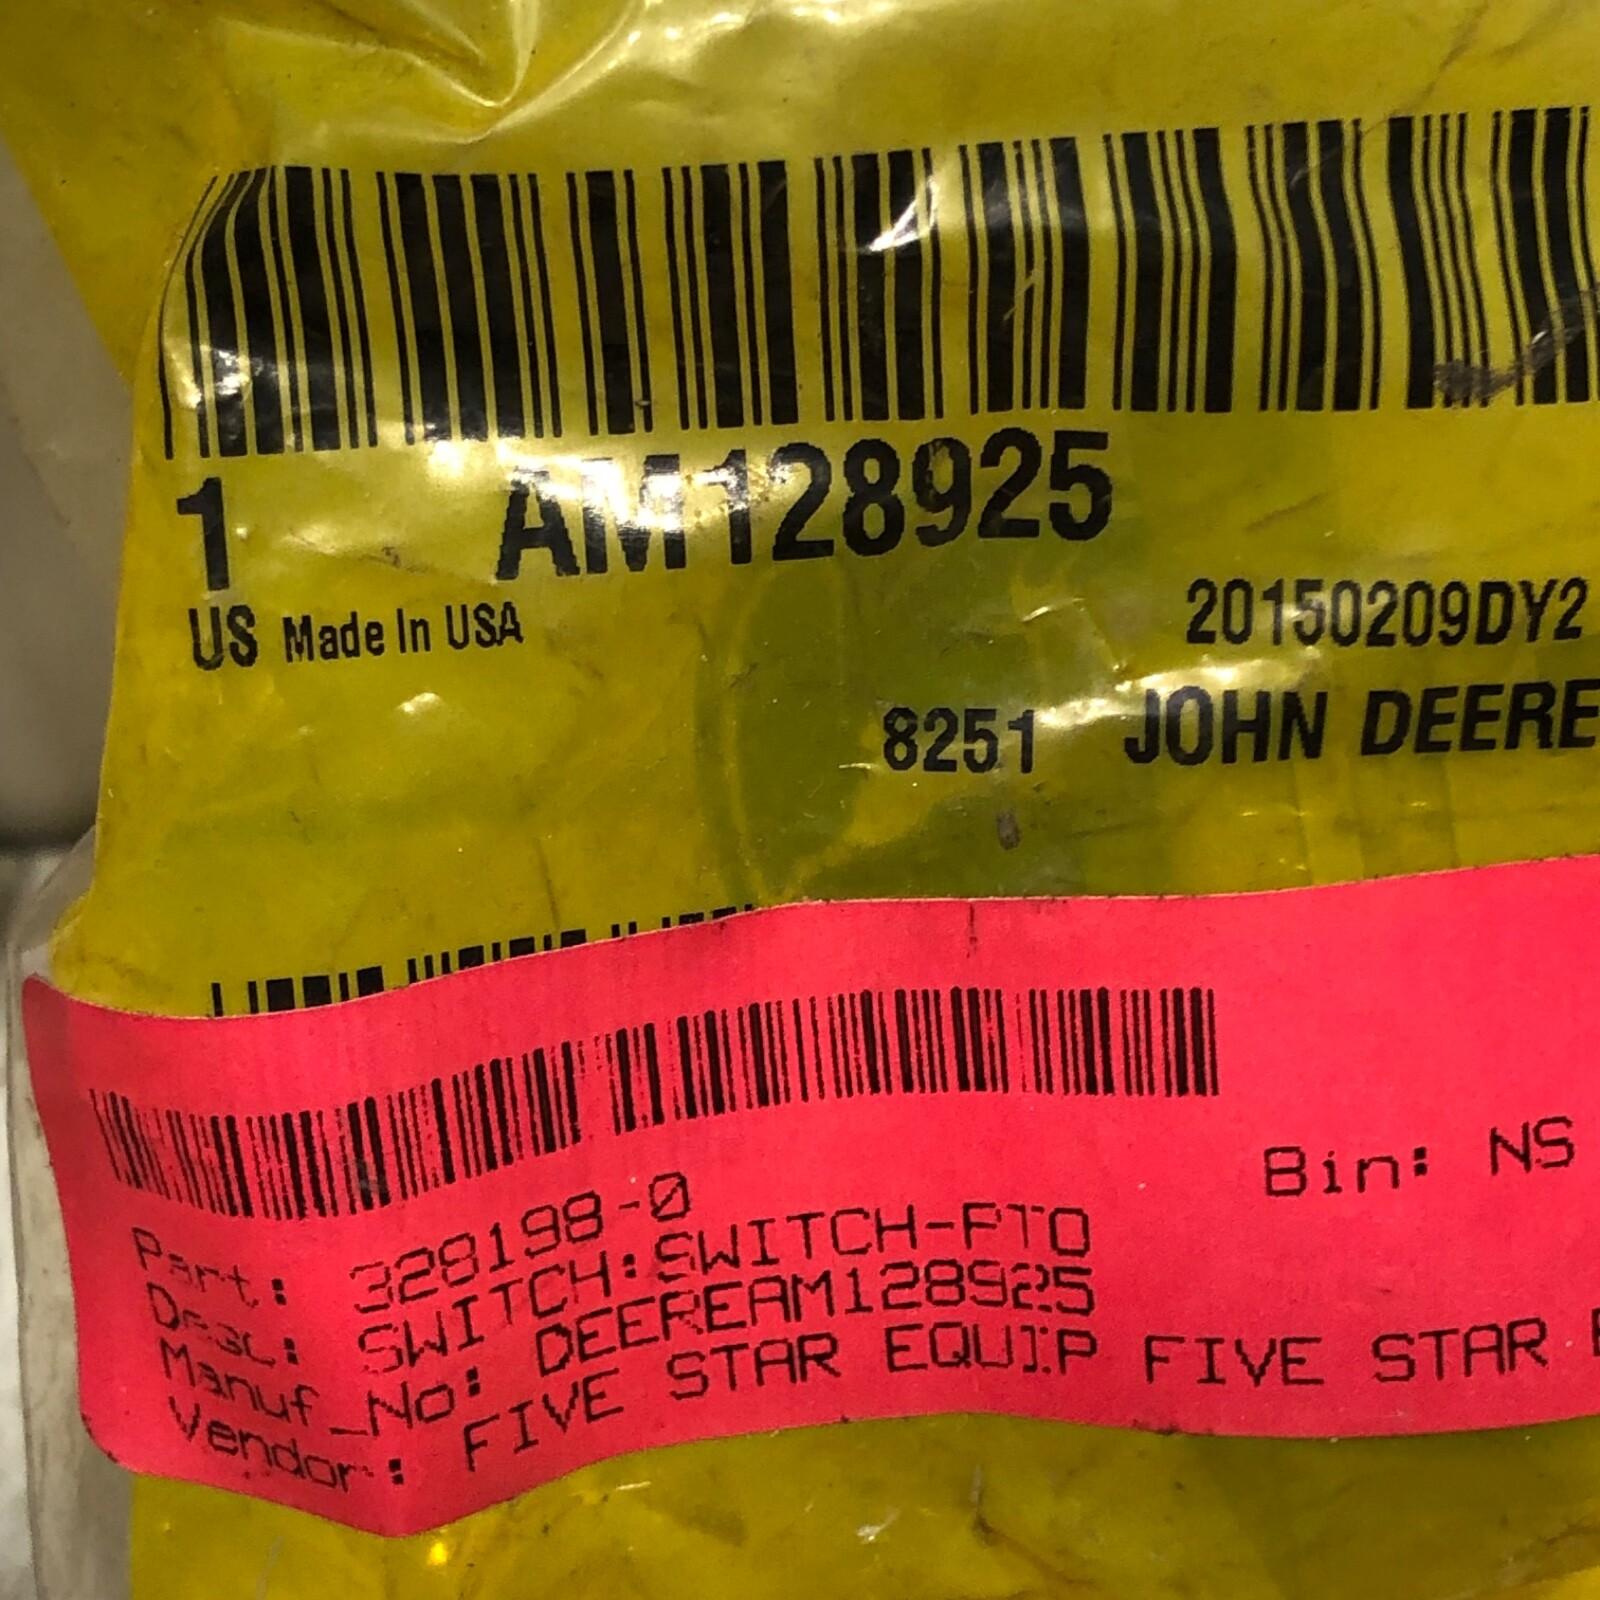 1 AM128925
US Made In USA
20150209DY2
8251 JOHN DEERE
Bin: NS
Part: 328198-0
Desc: SWITCH:SWITCH-PTO
Manuf_No: DEEREAM128925
Vendor: FIVE STAR EQUIP FIVE STAR